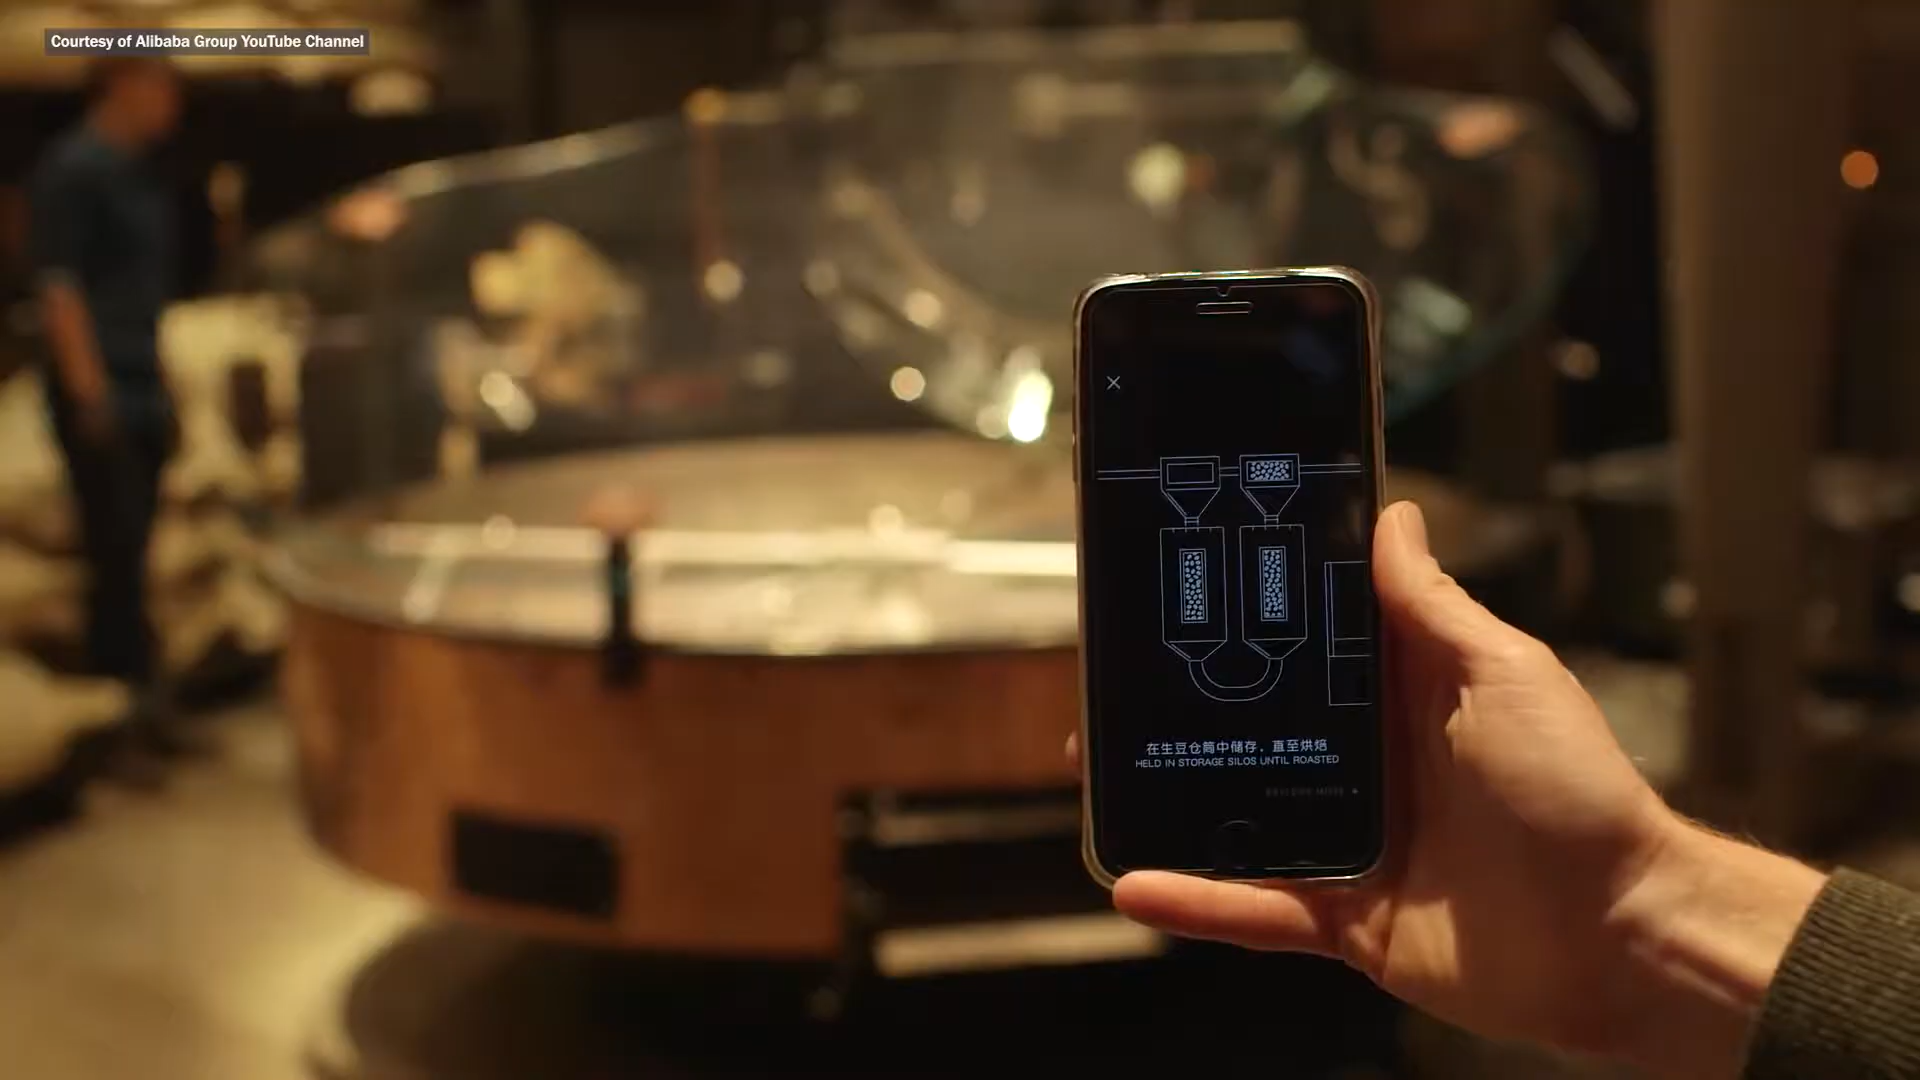 Courtesy of Alibaba Group YouTube Channel
在生豆仓筒中储存，直至烘焙
HELD IN STORAGE SILOS UNTIL ROASTED